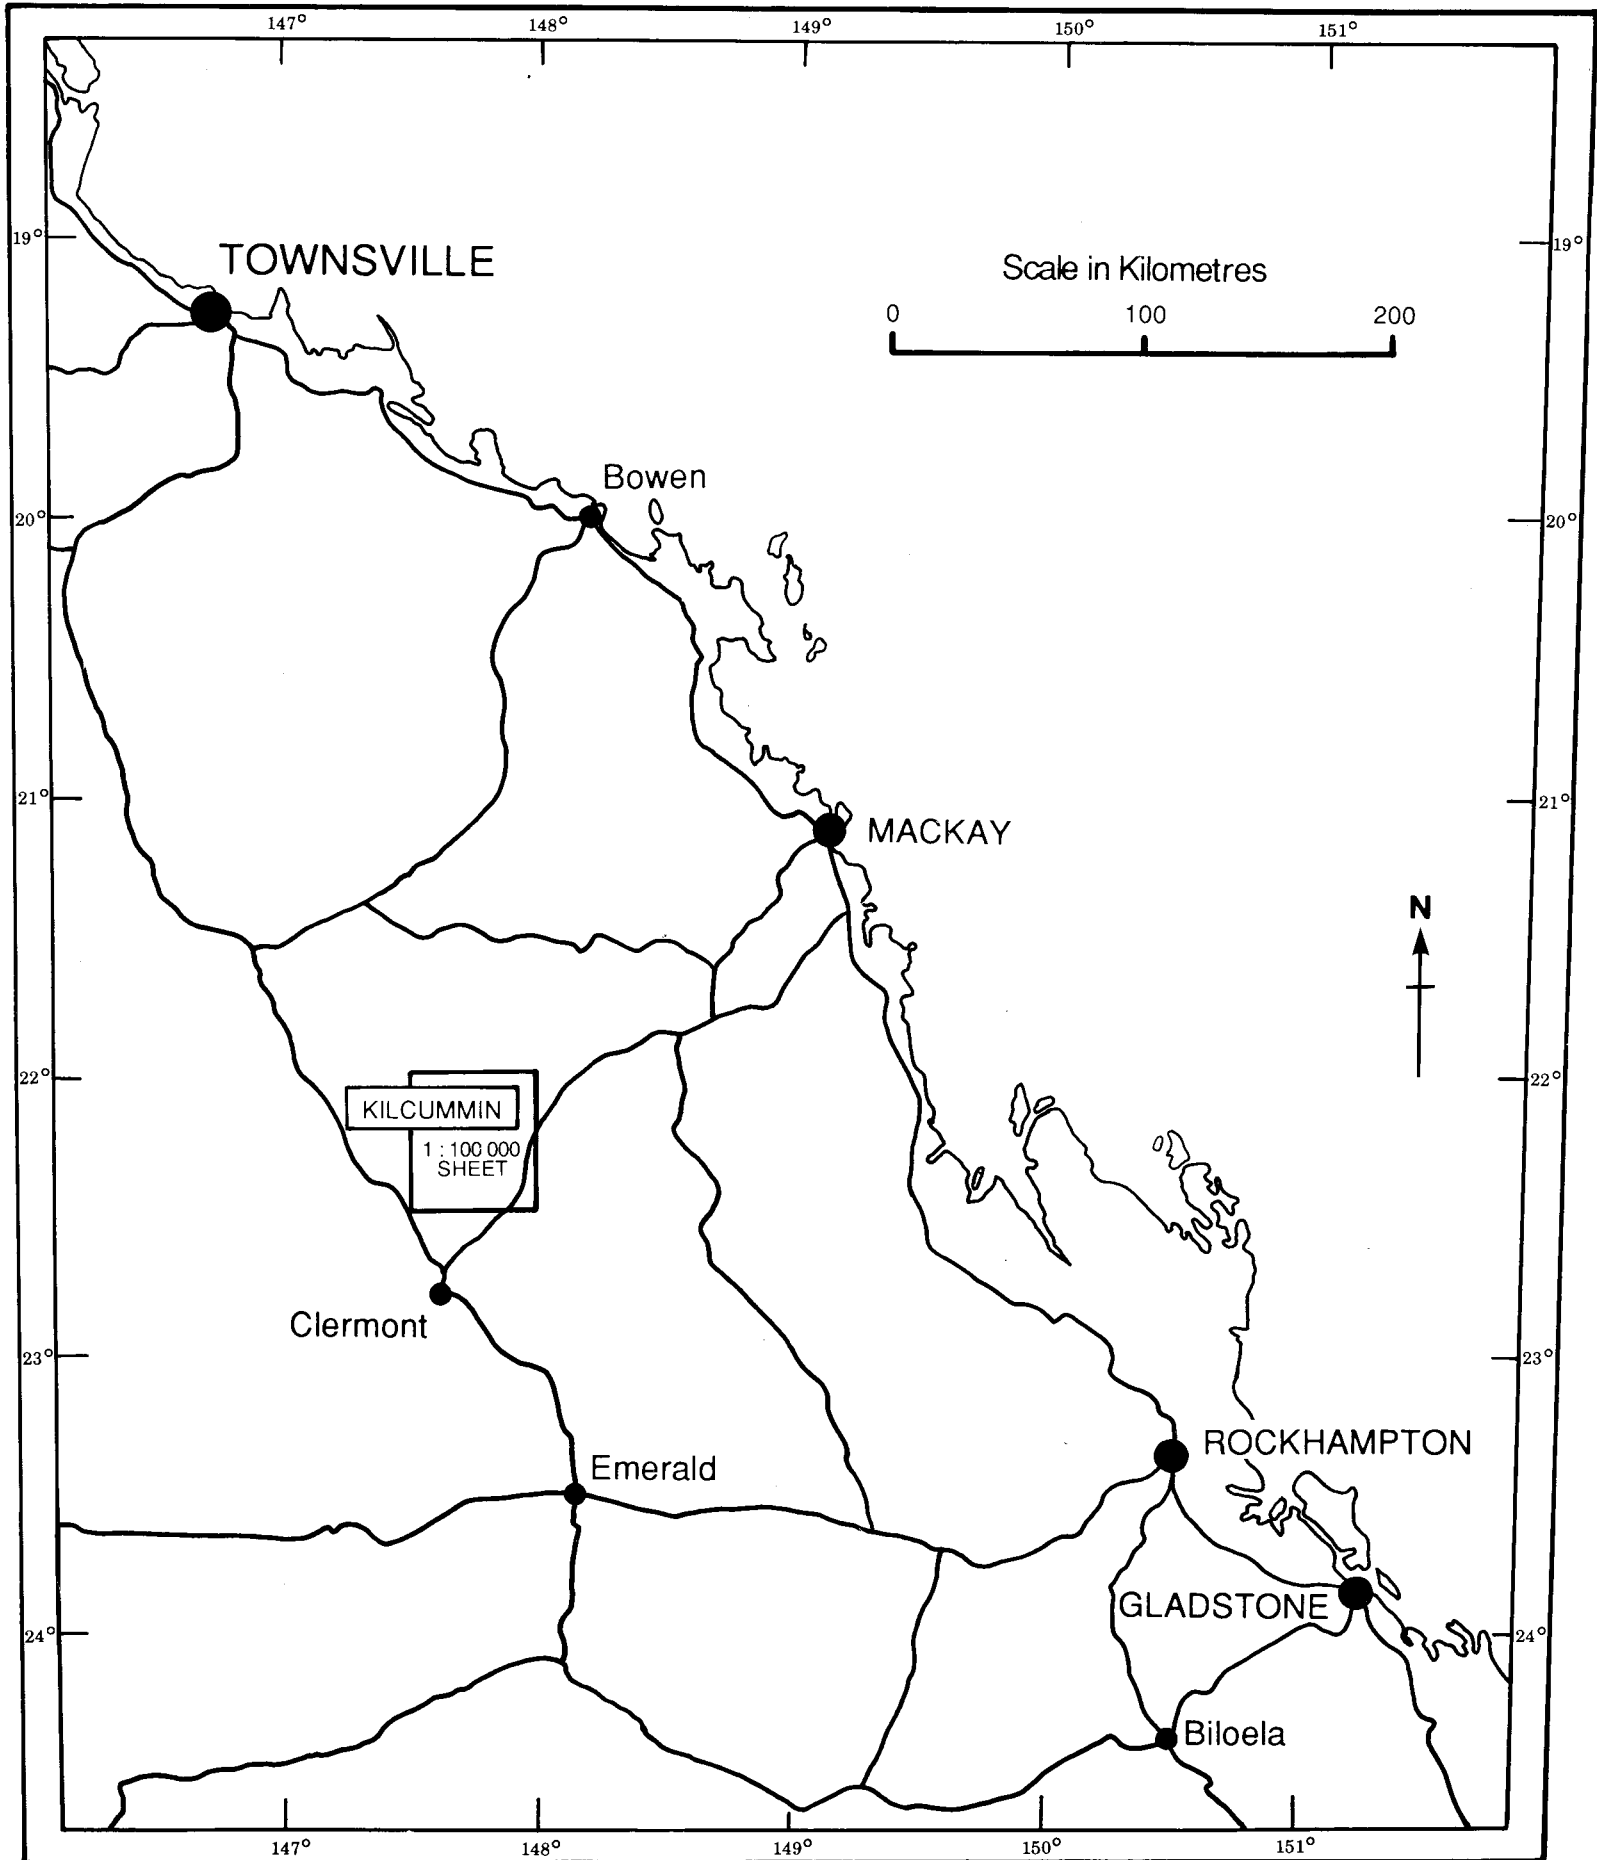 147° 148° 149° 150° 151°
19° 19°
TOWNSVILLE
Scale in Kilometres
0 100 200
Bowen
20° 20°
21° 21°
MACKAY
N
22° 22°
KILCUMMIN
1 : 100 000
SHEET
Clermont
23° 23°
ROCKHAMPTON
Emerald
GLADSTONE
24° 24°
Biloela
147° 148° 149° 150° 151°